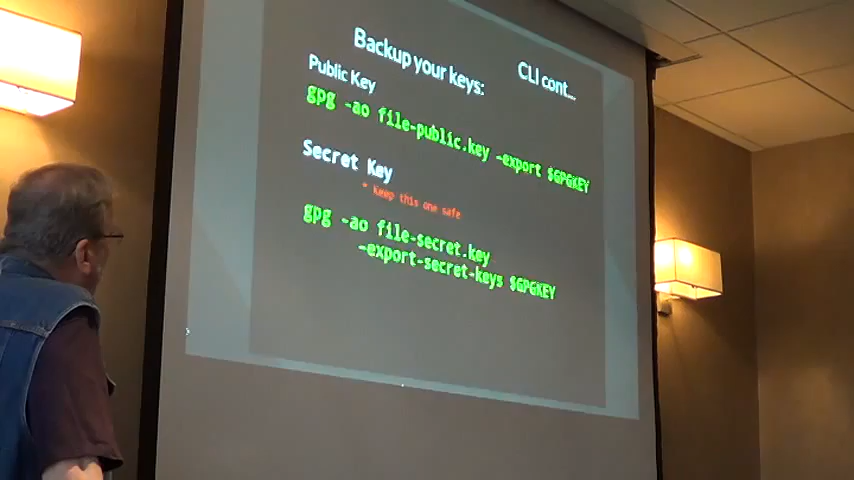 Backup your keys:
CLI cont...
Public Key
gpg -ao file-public.key -export $GPGKEY
Secret Key
* Keep this one safe
gpg -ao file-secret.key
-export-secret-keys $GPGKEY